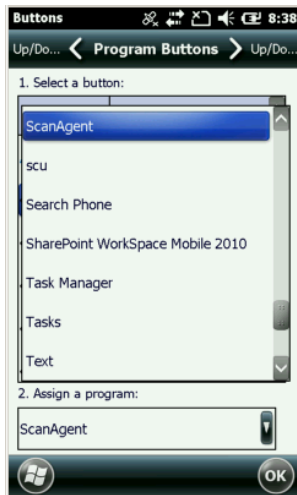 Buttons 8:38
Up/Do... Program Buttons Up/Do...
1. Select a button:
ScanAgent
scu
Search Phone
SharePoint WorkSpace Mobile 2010
Task Manager
Tasks
Text
2. Assign a program:
ScanAgent
OK